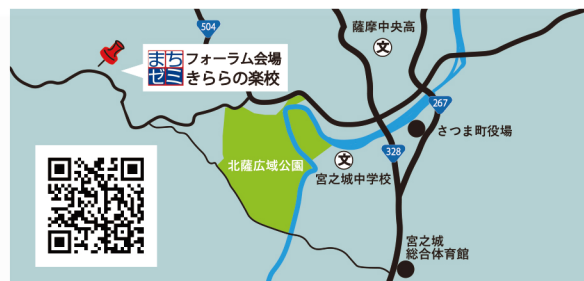 504
薩摩中央高
文
まち
ゼミ
フォーラム会場
きららの楽校
267
さつま町役場
北薩広域公園
文
宮之城中学校
328
宮之城
総合体育館